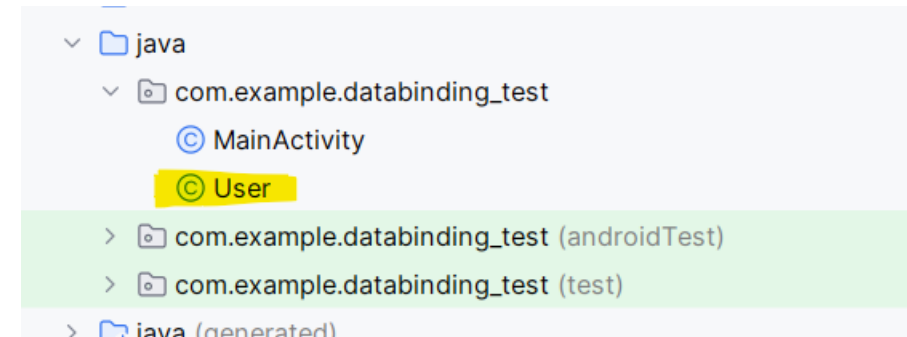 java
com.example.databinding_test
MainActivity
User
com.example.databinding_test (androidTest)
com.example.databinding_test (test)
java (generated)